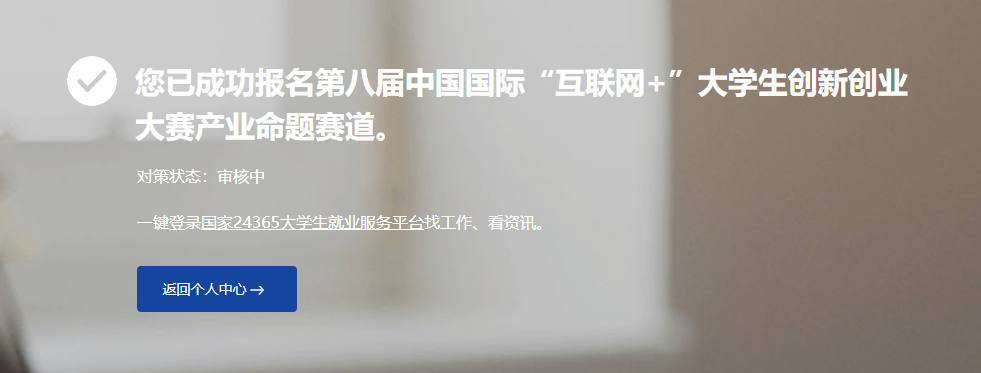 您已成功报名第八届中国国际“互联网+”大学生创新创业
大赛产业命题赛道。
对策状态：审核中
一键登录国家24365大学生就业服务平台找工作、看资讯。
返回个人中心→